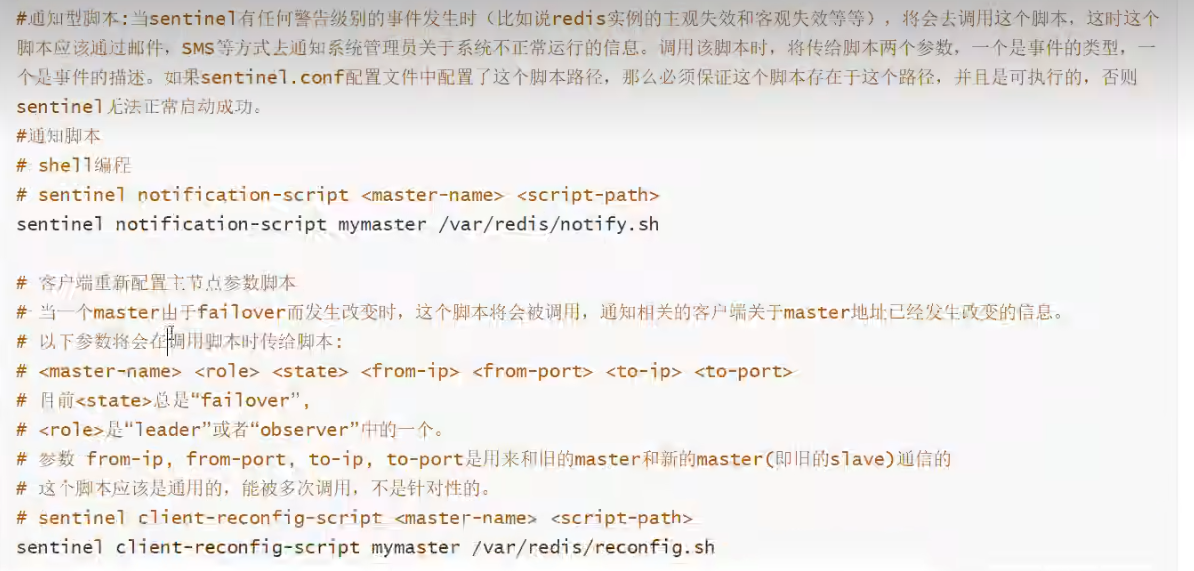 #通知型脚本:当sentinel有任何警告级别的事件发生时（比如说redis实例的主观失效和客观失效等等），将会去调用这个脚本，这时这个
脚本应该通过邮件，SMS等方式去通知系统管理员关于系统不正常运行的信息。调用该脚本时，将传给脚本两个参数，一个是事件的类型，一
个是事件的描述。如果sentinel.conf配置文件中配置了这个脚本路径，那么必须保证这个脚本存在于这个路径，并且是可执行的，否则
sentinel无法正常启动成功。
#通知脚本
# shell编程
# sentinel notification-script <master-name> <script-path>
sentinel notification-script mymaster /var/redis/notify.sh
# 客户端重新配置主节点参数脚本
# 当一个master由于failover而发生改变时，这个脚本将会被调用，通知相关的客户端关于master地址已经发生改变的信息。
# 以下参数将会在调用脚本时传给脚本:
# <master-name> <role> <state> <from-ip> <from-port> <to-ip> <to-port>
# 目前<state>总是“failover”,
# <role>是“leader”或者“observer”中的一个。
# 参数 from-ip, from-port, to-ip, to-port是用来和旧的master和新的master(即旧的slave)通信的
# 这个脚本应该是通用的，能被多次调用，不是针对性的。
# sentinel client-reconfig-script <master-name> <script-path>
sentinel client-reconfig-script mymaster /var/redis/reconfig.sh